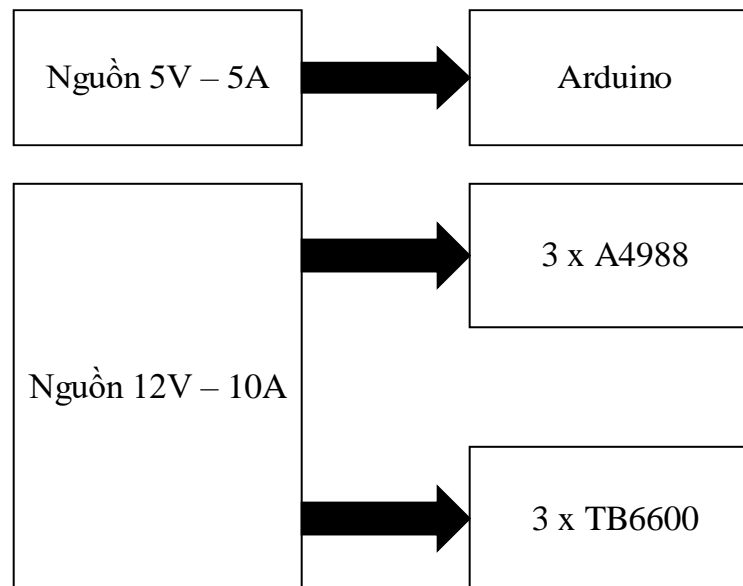 Nguồn 5V – 5A
Arduino
3 x A4988
Nguồn 12V – 10A
3 x TB6600